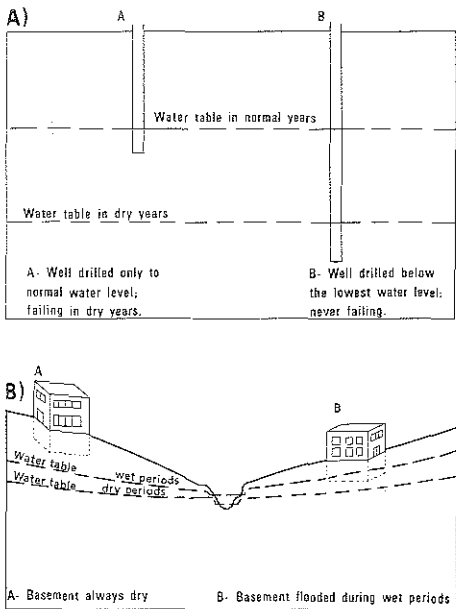 A)
A
B
Water table in normal years
Water table in dry years
A- Well drilled only to
normal water level;
failing in dry years.
B- Well drilled below
the lowest water level;
never failing.
B)
A
B
Water table
wet periods
Water table
dry periods
A- Basement always dry
B- Basement flooded during wet periods